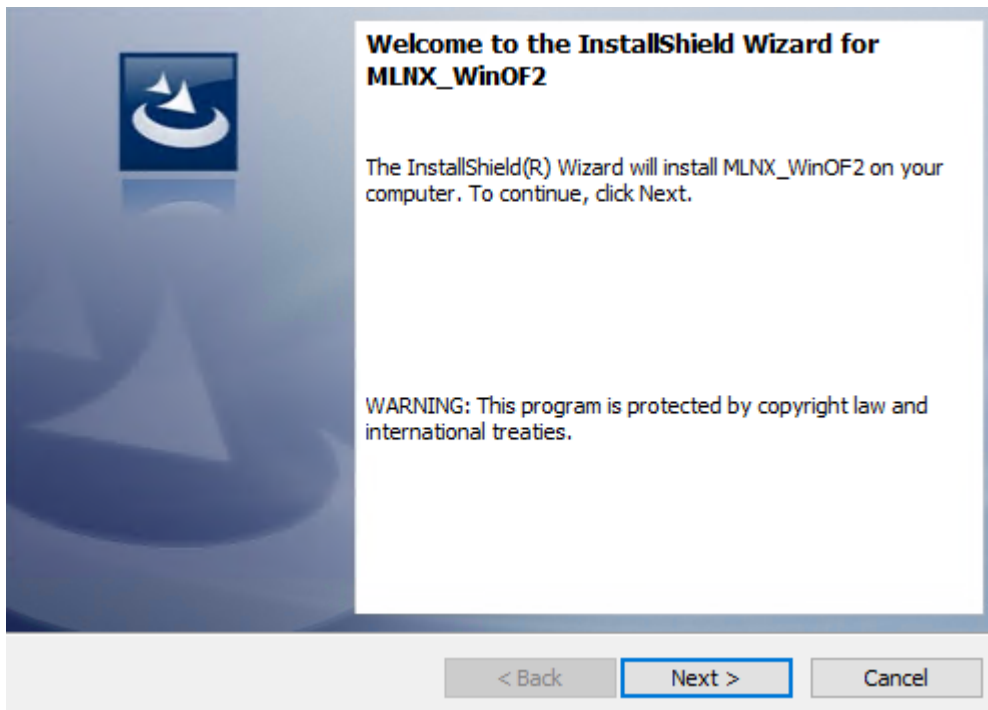 Welcome to the InstallShield Wizard for
MLNX_WinOF2
The InstallShield(R) Wizard will install MLNX_WinOF2 on your
computer. To continue, click Next.
WARNING: This program is protected by copyright law and
international treaties.
< Back
Next >
Cancel